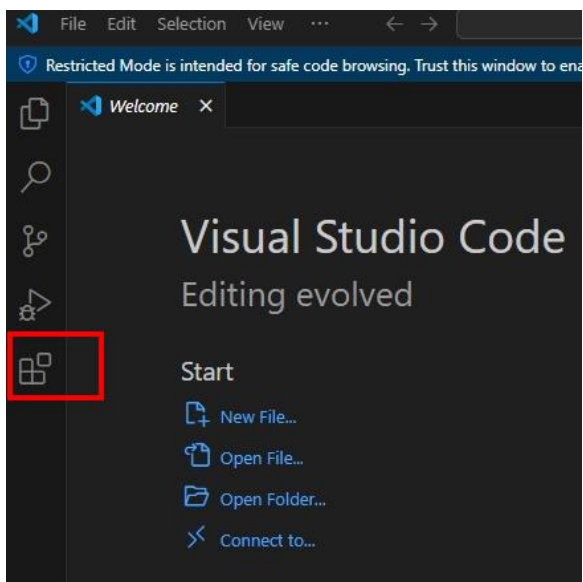 File Edit Selection View ...
Restricted Mode is intended for safe code browsing. Trust this window to
Welcome
Visual Studio Code
Editing evolved
Start
New File...
Open File...
Open Folder...
Connect to...